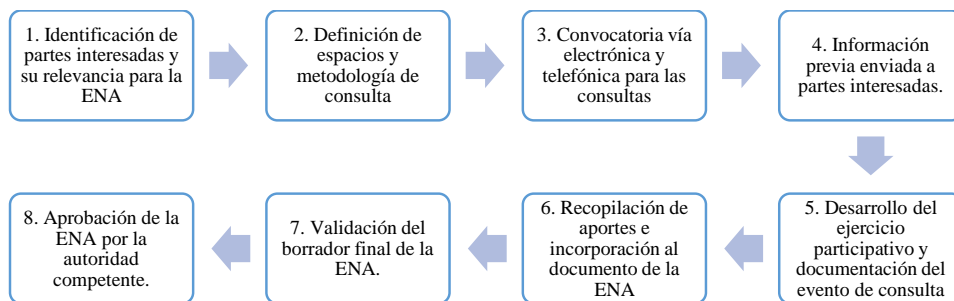 1. Identificación de
partes interesadas y
su relevancia para la
ENA
2. Definición de
espacios y
metodología de
consulta
3. Convocatoria vía
electrónica y
telefónica para las
consultas
4. Información
previa enviada a
partes interesadas.
5. Desarrollo del
ejercicio
participativo y
documentación del
evento de consulta
6. Recopilación de
aportes e
incorporación al
documento de la
ENA
7. Validación del
borrador final de la
ENA.
8. Aprobación de la
ENA por la
autoridad
competente.